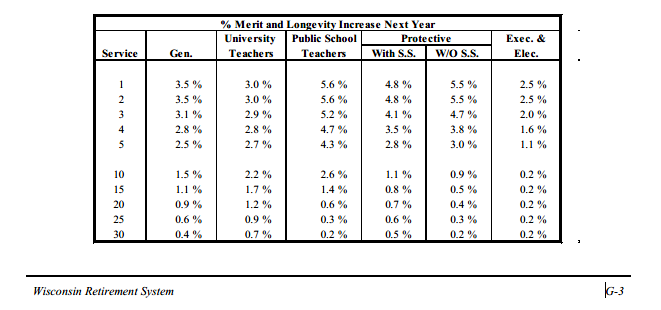 % Merit and Longevity Increase Next Year
University Public School Protective Exec. &
Service Gen. Teachers Teachers With S.S. W/O S.S. Elec.
1 3.5 % 3.0 % 5.6 % 4.8 % 5.5 % 2.5 %
2 3.5 % 3.0 % 5.6 % 4.8 % 5.5 % 2.5 %
3 3.1 % 2.9 % 5.2 % 4.1 % 4.7 % 2.0 %
4 2.8 % 2.8 % 4.7 % 3.5 % 3.8 % 1.6 %
5 2.5 % 2.7 % 4.3 % 2.8 % 3.0 % 1.1 %
10 1.5 % 2.2 % 2.6 % 1.1 % 0.9 % 0.2 %
15 1.1 % 1.7 % 1.4 % 0.8 % 0.5 % 0.2 %
20 0.9 % 1.2 % 0.6 % 0.7 % 0.4 % 0.2 %
25 0.6 % 0.9 % 0.3 % 0.6 % 0.3 % 0.2 %
30 0.4 % 0.7 % 0.2 % 0.5 % 0.2 % 0.2 %
Wisconsin Retirement System G-3